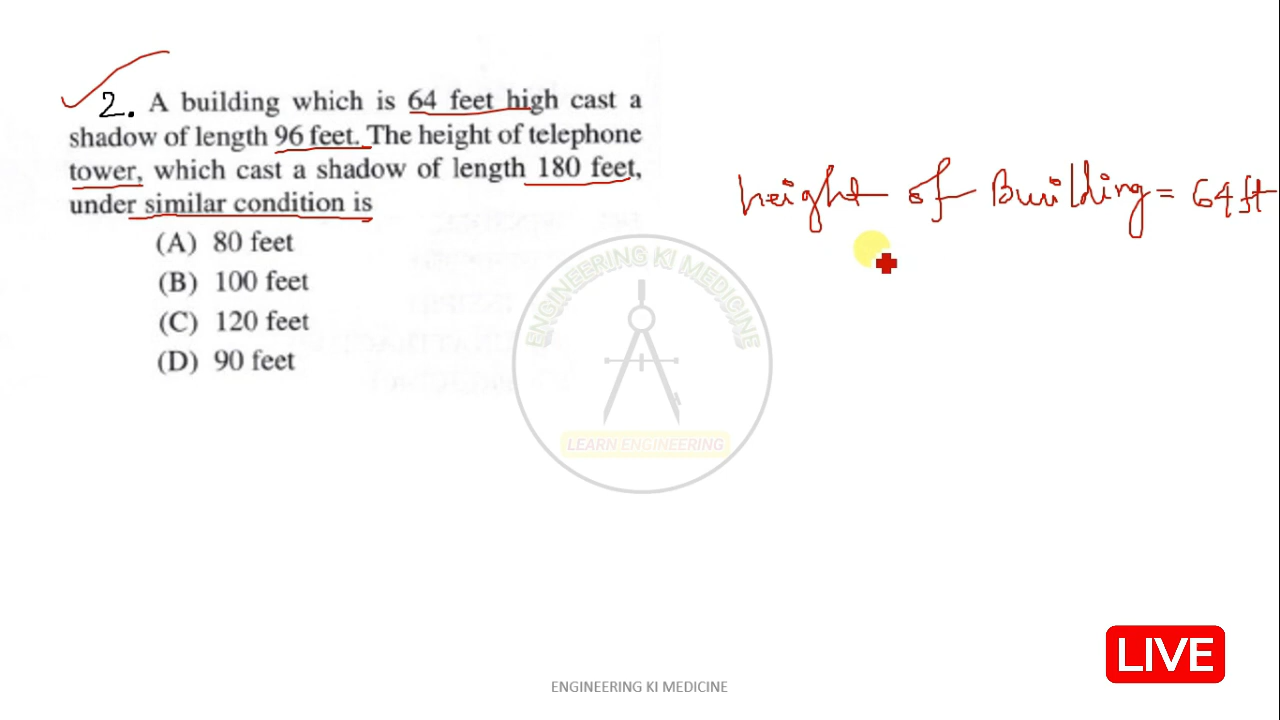 2. A building which is 64 feet high cast a
shadow of length 96 feet. The height of telephone
tower, which cast a shadow of length 180 feet,
under similar condition is
(A) 80 feet
(B) 100 feet
(C) 120 feet
(D) 90 feet
height of Building = 64ft
ENGINEERING KI MEDICINE
LEARN ENGINEERING
LIVE
ENGINEERING KI MEDICINE